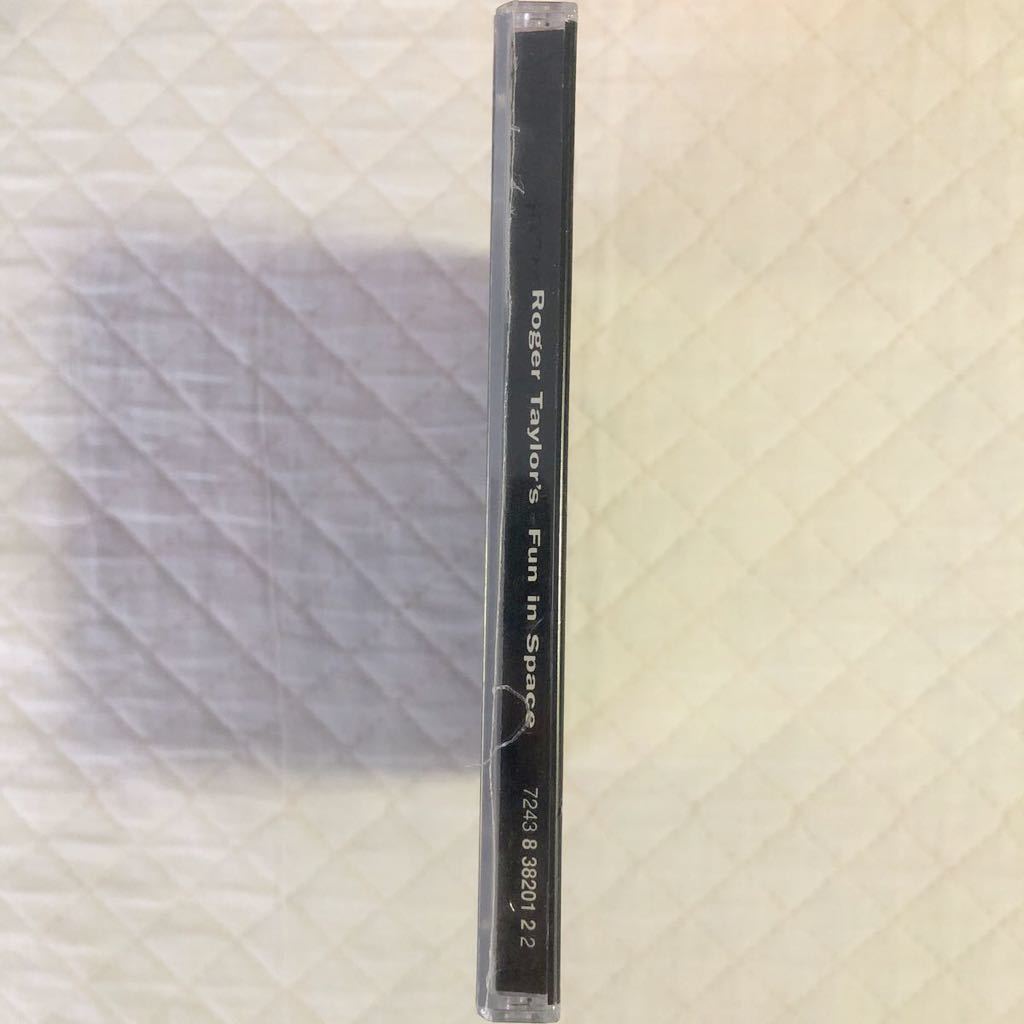 Roger Taylor's Fun in Space 7243 8 38201 2 2